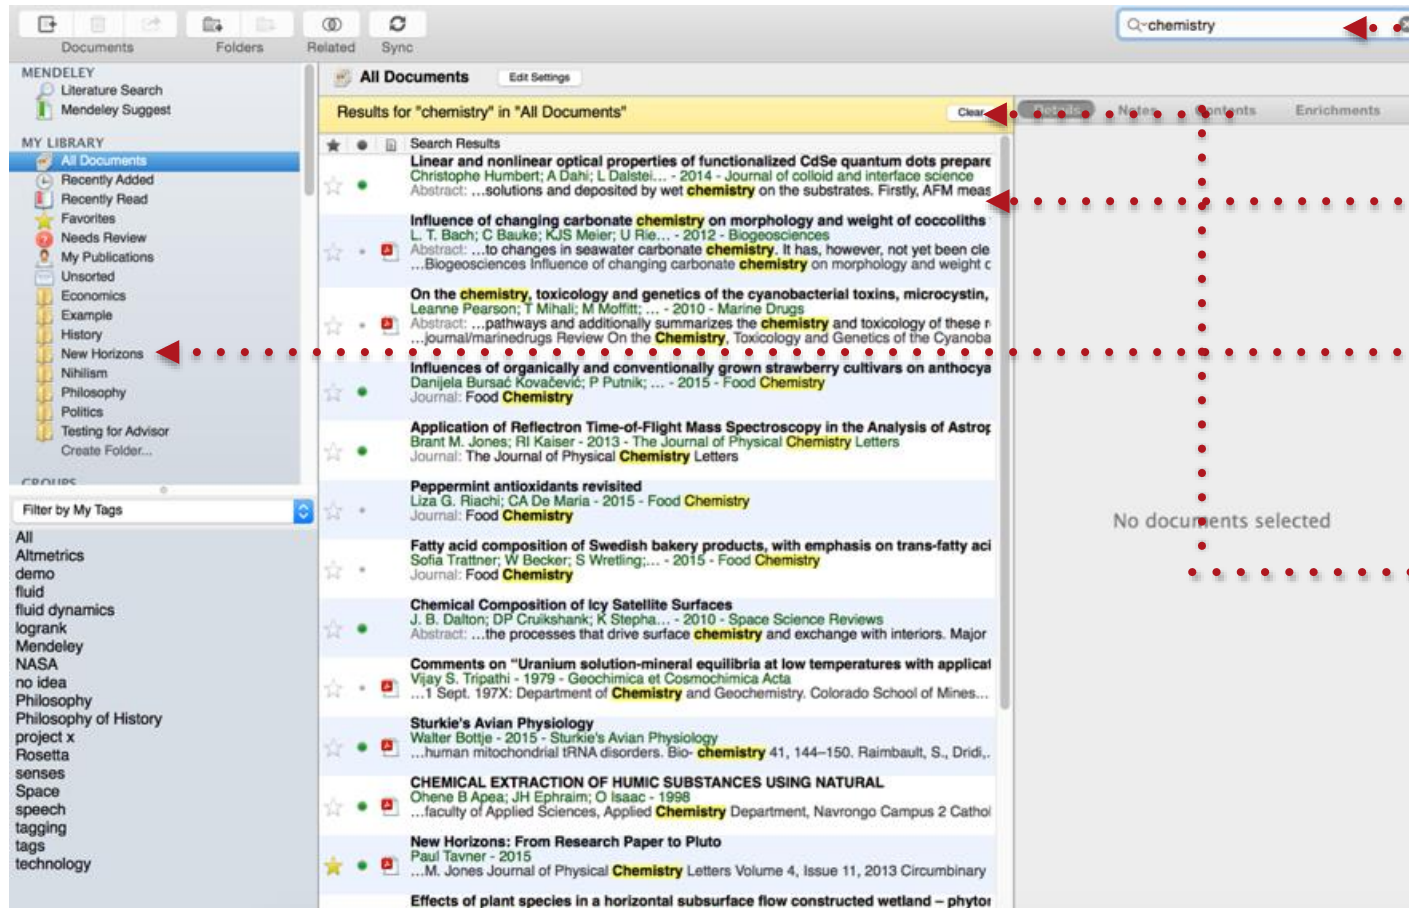 Documents
Folders
Related
Sync
chemistry
MENDELEY
Literature Search
Mendeley Suggest
MY LIBRARY
All Documents
Recently Added
Recently Read
Favorites
Needs Review
My Publications
Unsorted
Economics
Example
History
New Horizons
Nihilism
Philosophy
Politics
Testing for Advisor
Create Folder...
GROUPS
Filter by My Tags
All
Altmetrics
demo
fluid
fluid dynamics
logrank
Mendeley
NASA
no idea
Philosophy
Philosophy of History
project x
Rosetta
senses
Space
speech
tagging
tags
technology
All Documents
Edit Settings
Results for "chemistry" in "All Documents"
Clear
Search Results
Linear and nonlinear optical properties of functionalized CdSe quantum dots prepare
Christophe Humbert; A Dahi; L Dalstei... - 2014 - Journal of colloid and interface science
Abstract: ...solutions and deposited by wet chemistry on the substrates. Firstly, AFM meas
Influence of changing carbonate chemistry on morphology and weight of coccoliths
L. T. Bach; C Bauke; KJS Meier; U Rie... - 2012 - Biogeosciences
Abstract: ...to changes in seawater carbonate chemistry. It has, however, not yet been cle
...Biogeosciences Influence of changing carbonate chemistry on morphology and weight c
On the chemistry, toxicology and genetics of the cyanobacterial toxins, microcystin,
Leanne Pearson; T Mihali; M Moffitt; ... - 2010 - Marine Drugs
Abstract: ...pathways and additionally summarizes the chemistry and toxicology of these r
...journal/marinedrugs Review On the Chemistry, Toxicology and Genetics of the Cyanoba
Influences of organically and conventionally grown strawberry cultivars on anthocya
Danijela Bursać Kovačević; P Putnik; ... - 2015 - Food Chemistry
Journal: Food Chemistry
Application of Reflectron Time-of-Flight Mass Spectroscopy in the Analysis of Astrop
Brant M. Jones; RI Kaiser - 2013 - The Journal of Physical Chemistry Letters
Journal: The Journal of Physical Chemistry Letters
Peppermint antioxidants revisited
Liza G. Riachi; CA De Maria - 2015 - Food Chemistry
Journal: Food Chemistry
Fatty acid composition of Swedish bakery products, with emphasis on trans-fatty aci
Sofia Trattner; W Becker; S Wretling;... - 2015 - Food Chemistry
Journal: Food Chemistry
Chemical Composition of Icy Satellite Surfaces
J. B. Dalton; DP Cruikshank; K Stepha... - 2010 - Space Science Reviews
Abstract: ...the processes that drive surface chemistry and exchange with interiors. Major
Comments on “Uranium solution-mineral equilibria at low temperatures with applicat
Vijay S. Tripathi - 1979 - Geochimica et Cosmochimica Acta
...1 Sept. 197X: Department of Chemistry and Geochemistry. Colorado School of Mines...
Sturkie's Avian Physiology
Walter Bottje - 2015 - Sturkie's Avian Physiology
...human mitochondrial tRNA disorders. Bio- chemistry 41, 144–150. Raimbault, S., Dridi,.
CHEMICAL EXTRACTION OF HUMIC SUBSTANCES USING NATURAL
Ohene B Apea; JH Ephraim; O Isaac - 1998
...faculty of Applied Sciences, Applied Chemistry Department, Navrongo Campus 2 Cathol
New Horizons: From Research Paper to Pluto
Paul Tavner - 2015
...M. Jones Journal of Physical Chemistry Letters Volume 4, Issue 11, 2013 Circumbinary
Effects of plant species in a horizontal subsurface flow constructed wetland – phytor
Details
Notes
Contents
Enrichments
No documents selected